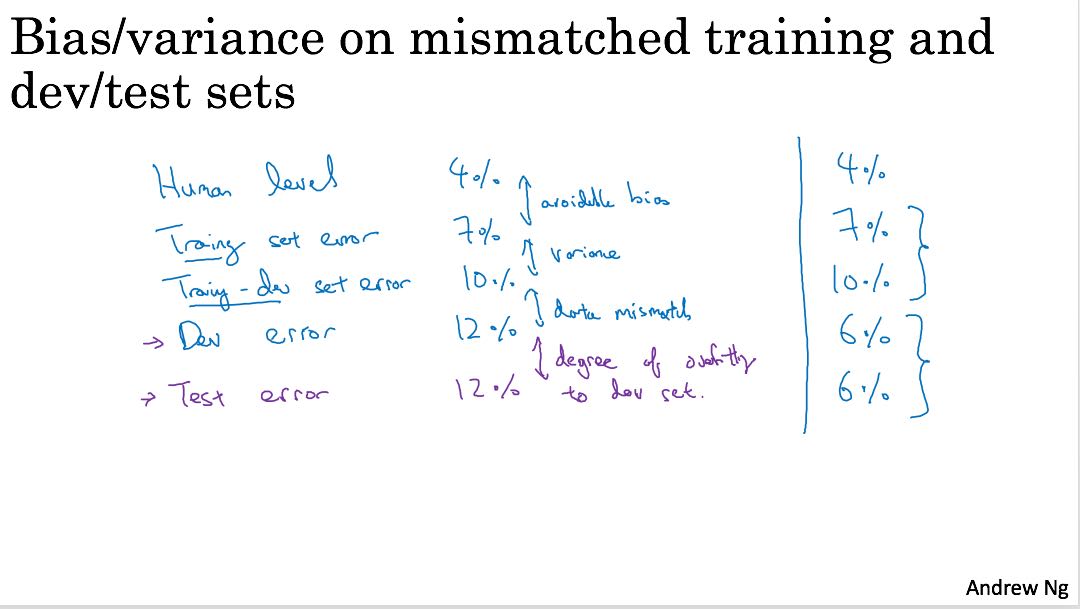 Bias/variance on mismatched training and
dev/test sets
Human level 4% 4%
avoidable bias
Training set error 7% 7%
variance
Training-dev set error 10% 10%
data mismatch
→ Dev error 12% 6%
degree of overfitting
→ Test error 12% to dev set. 6%
Andrew Ng